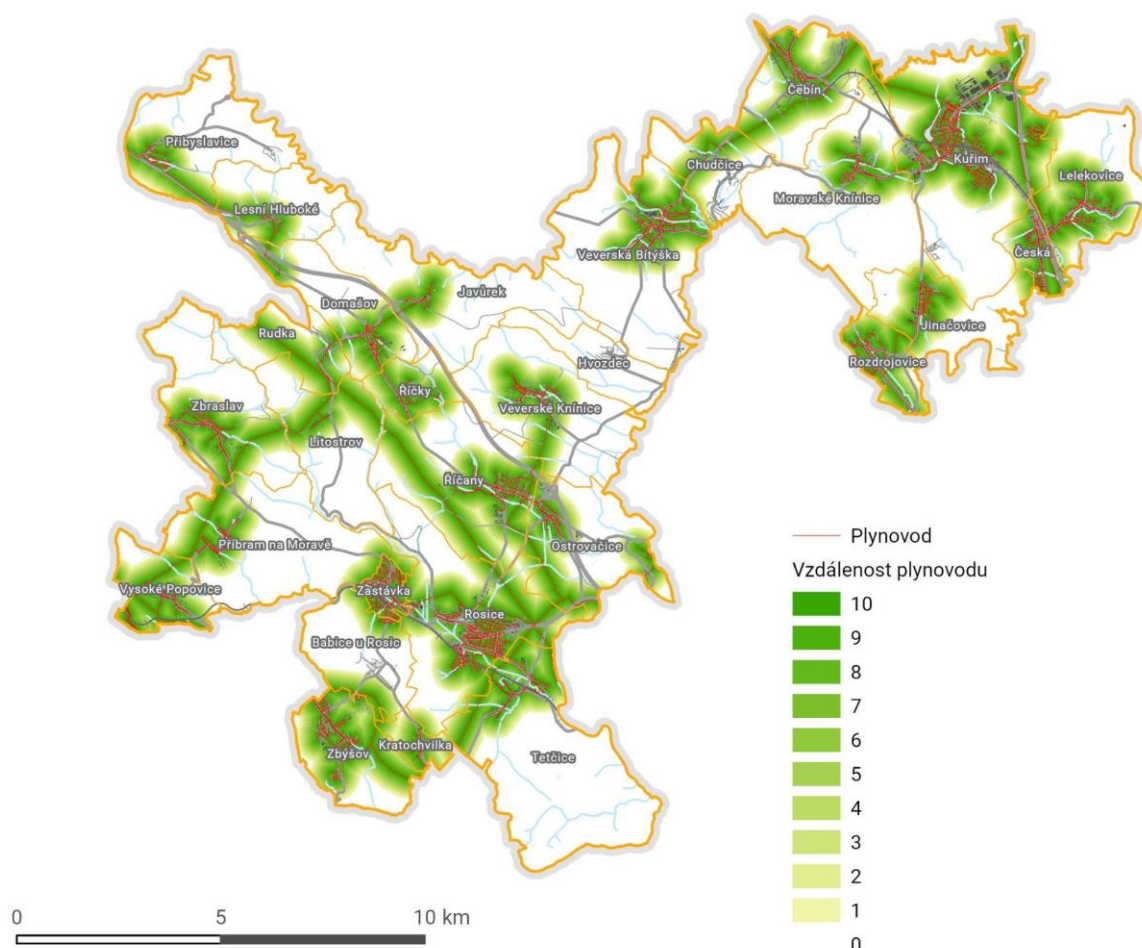 Čebín
Přibyslavice
Chudčice
Kuřim
Lelekovice
Moravské Knínice
Lesní Hluboké
Veverská Bítýška
Česká
Javůrek
Domašov
Rudka
Jinačovice
Hvozdec
Rozdrojovice
Říčky
Zbraslav
Veverské Knínice
Litostrov
Říčany
Příbram na Moravě
Ostrovačice
Vysoké Popovice
Zastávka
Rosice
Babice u Rosic
Zbýšov
Kratochvilka
Tetčice
Plynovod
Vzdálenost plynovodu
10
9
8
7
6
5
4
3
2
1
0
0 5 10 km